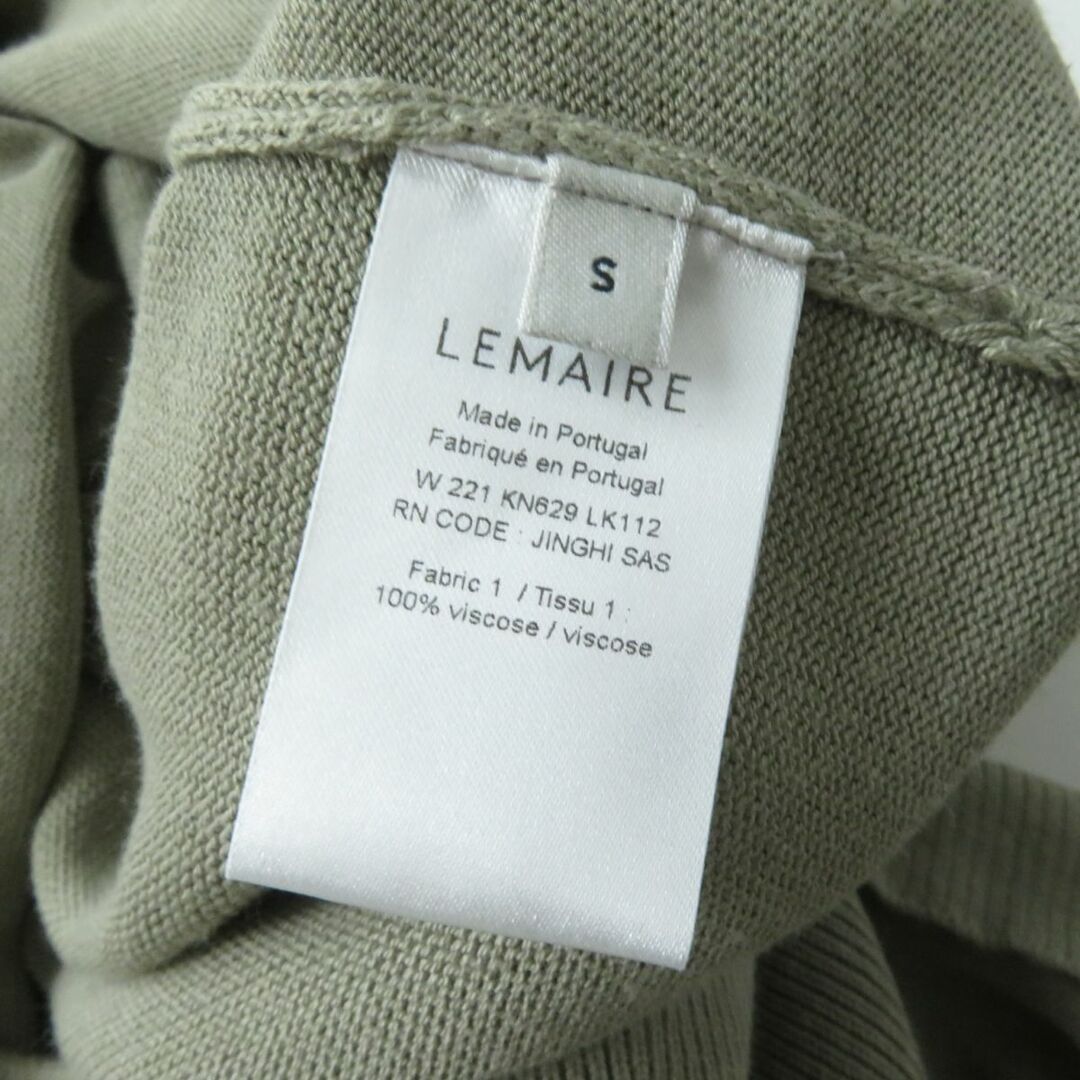 S
LEMAIRE
Made in Portugal
Fabriqué en Portugal
W 221 KN629 LK112
RN CODE : JINGHI SAS
Fabric 1 / Tissu 1 :
100% viscose / viscose